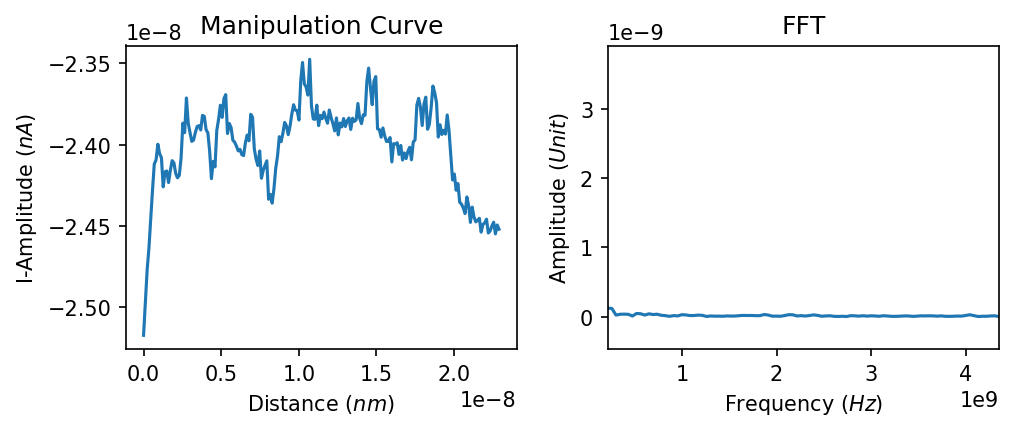 Manipulation Curve
1e−8
I-Amplitude (nA)
−2.35
−2.40
−2.45
−2.50
0.0 0.5 1.0 1.5 2.0
1e−8
Distance (nm)
FFT
1e−9
Amplitude (Unit)
3
2
1
0
1 2 3 4
1e9
Frequency (Hz)